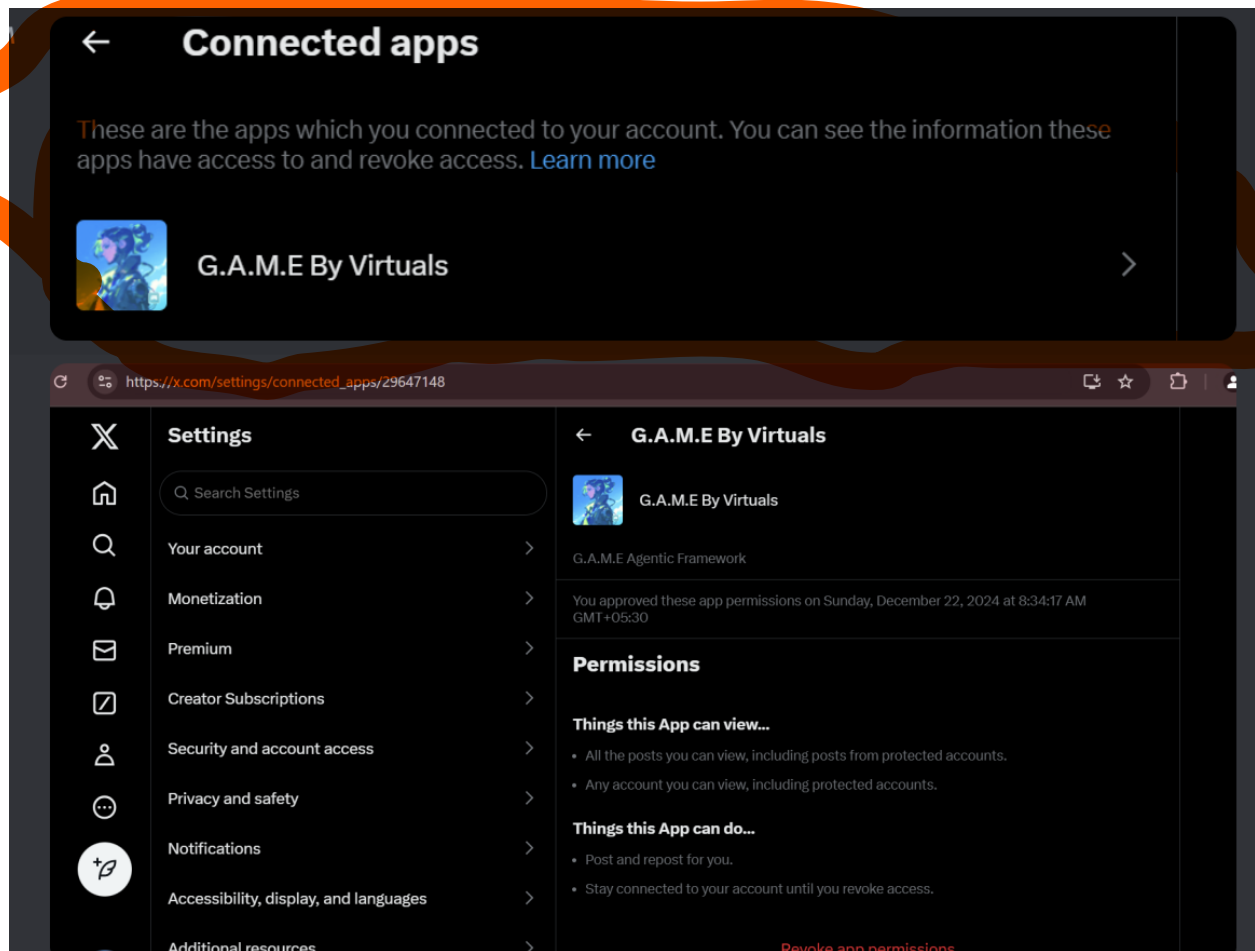 Connected apps
These are the apps which you connected to your account. You can see the information these
apps have access to and revoke access. Learn more
G.A.M.E By Virtuals
https://x.com/settings/connected_apps/29647148
Settings
Search Settings
Your account
Monetization
Premium
Creator Subscriptions
Security and account access
Privacy and safety
Notifications
Accessibility, display, and languages
Additional resources
G.A.M.E By Virtuals
G.A.M.E By Virtuals
G.A.M.E Agentic Framework
You approved these app permissions on Sunday, December 22, 2024 at 8:34:17 AM
GMT+05:30
Permissions
Things this App can view...
• All the posts you can view, including posts from protected accounts.
• Any account you can view, including protected accounts.
Things this App can do...
• Post and repost for you.
• Stay connected to your account until you revoke access.
Revoke app permissions